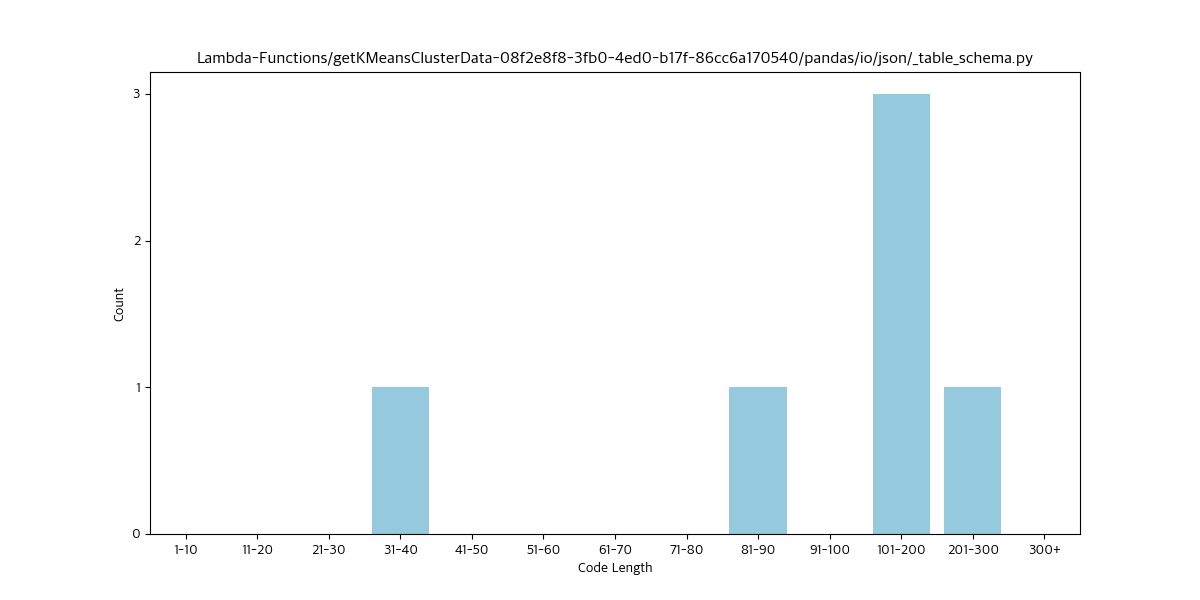 Lambda-Functions/getKMeansClusterData-08f2e8f8-3fb0-4ed0-b17f-86cc6a170540/pandas/io/json/_table_schema.py
3
2
1
0
Count
1-10 11-20 21-30 31-40 41-50 51-60 61-70 71-80 81-90 91-100 101-200 201-300 300+
Code Length